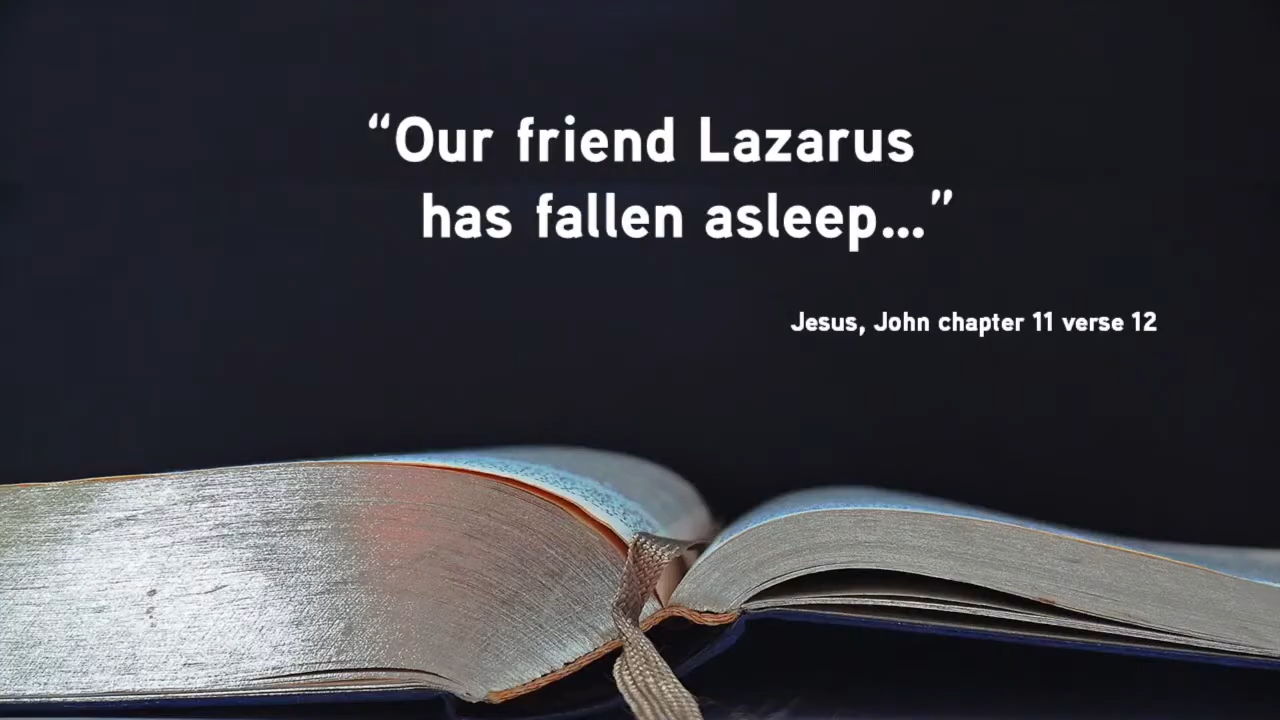 “Our friend Lazarus
has fallen asleep...”
Jesus, John chapter 11 verse 12